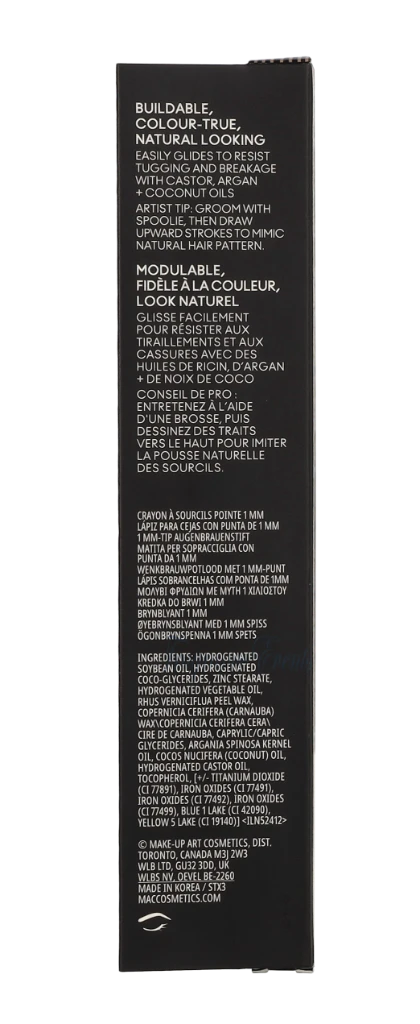 BUILDABLE,
COLOUR-TRUE,
NATURAL LOOKING
EASILY GLIDES TO RESIST
TUGGING AND BREAKAGE
WITH CASTOR, ARGAN
+ COCONUT OILS
ARTIST TIP: GROOM WITH
SPOOLIE, THEN DRAW
UPWARD STROKES TO MIMIC
NATURAL HAIR PATTERN.
MODULABLE,
FIDÈLE À LA COULEUR,
LOOK NATUREL
GLISSE FACILEMENT
POUR RÉSISTER AUX
TIRAILLEMENTS ET AUX
CASSURES AVEC DES
HUILES DE RICIN, D'ARGAN
+ DE NOIX DE COCO
CONSEIL DE PRO :
ENTRETENEZ À L'AIDE
D'UNE BROSSE, PUIS
DESSINEZ DES TRAITS
VERS LE HAUT POUR IMITER
LA POUSSE NATURELLE
DES SOURCILS.
CRAYON À SOURCILS POINTE 1 MM
LÁPIZ PARA CEJAS CON PUNTA DE 1 MM
1 MM-TIP AUGENBRAUENSTIFT
MATITA PER SOPRACCIGLIA CON
PUNTA DA 1 MM
WENKBRAUWPOTLOOD MET 1 MM-PUNT
LÁPIS SOBRANCELHAS COM PONTA DE 1MM
ΜΟΛΥΒΙ ΦΡΥΔΙΩΝ ΜΕ ΜΥΤΗ 1 ΧΙΛΙΟΣΤΟΥ
KREDKA DO BRWI 1 MM
BRYNBLYANT 1 MM
ØYEBRYNSBLYANT MED 1 MM SPISS
ÖGONBRYNSPENNA 1 MM SPETS
INGREDIENTS: HYDROGENATED
SOYBEAN OIL, HYDROGENATED
COCO-GLYCERIDES, ZINC STEARATE,
HYDROGENATED VEGETABLE OIL,
RHUS VERNICIFLUA PEEL WAX,
COPERNICIA CERIFERA (CARNAUBA)
WAX\COPERNICIA CERIFERA CERA\
CIRE DE CARNAUBA, CAPRYLIC/CAPRIC
GLYCERIDES, ARGANIA SPINOSA KERNEL
OIL, COCOS NUCIFERA (COCONUT) OIL,
HYDROGENATED CASTOR OIL,
TOCOPHEROL, [+/- TITANIUM DIOXIDE
(CI 77891), IRON OXIDES (CI 77491),
IRON OXIDES (CI 77492), IRON OXIDES
(CI 77499), BLUE 1 LAKE (CI 42090),
YELLOW 5 LAKE (CI 19140)] <ILN52412>
© MAKE-UP ART COSMETICS, DIST.
TORONTO, CANADA M3J 2W3
WLB LTD, GU32 3DD, UK
WLBS NV, OEVEL BE-2260
MADE IN KOREA / STX3
MACCOSMETICS.COM